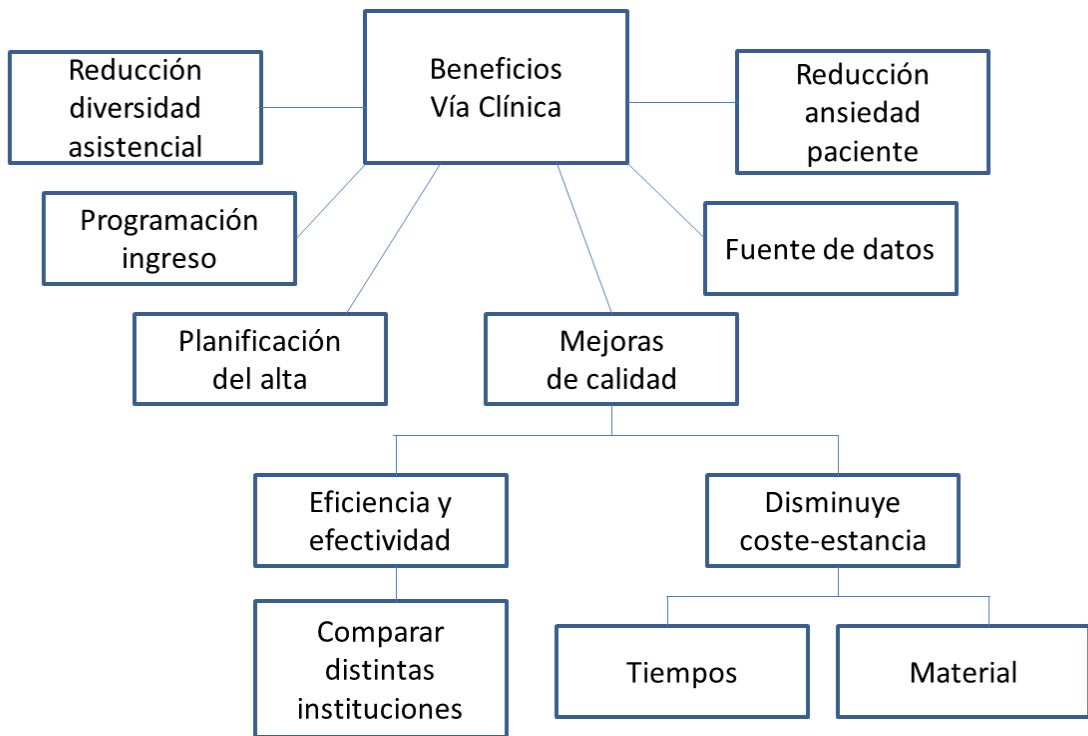 Beneficios
Vía Clínica
Reducción
diversidad
asistencial
Reducción
ansiedad
paciente
Programación
ingreso
Fuente de datos
Planificación
del alta
Mejoras
de calidad
Eficiencia y
efectividad
Disminuye
coste-estancia
Comparar
distintas
instituciones
Tiempos
Material